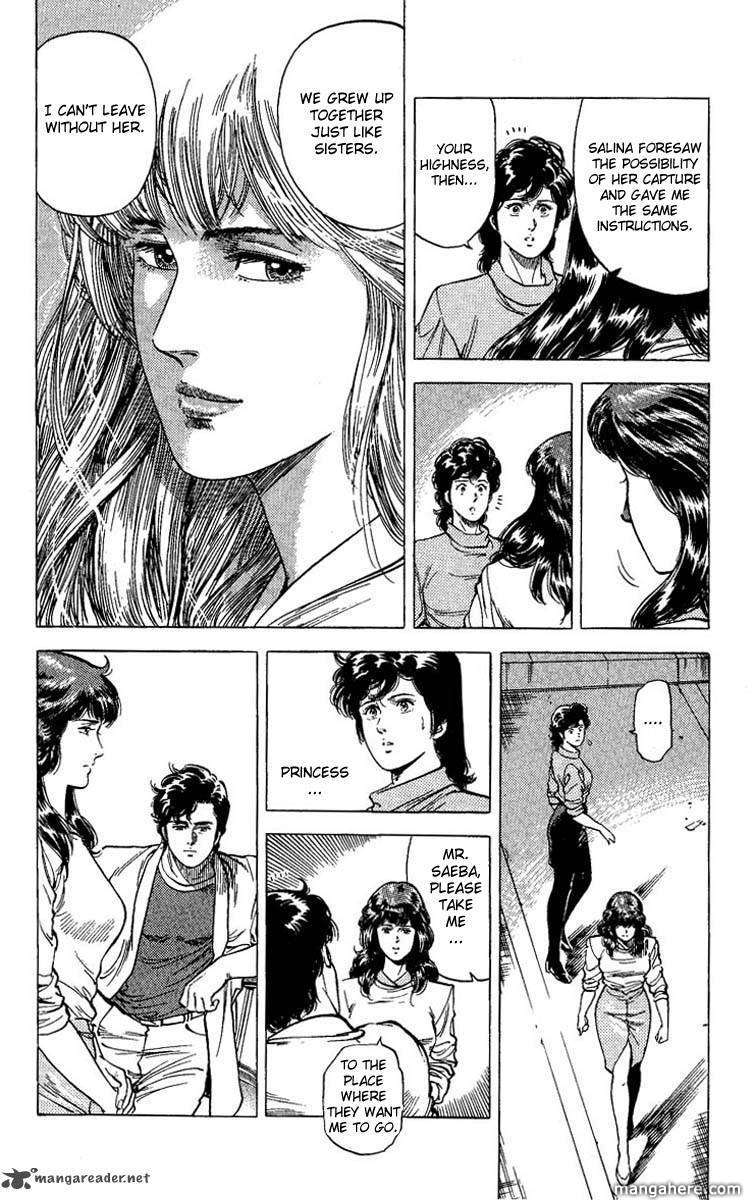 SALINA FORESAW
THE POSSIBILITY
OF HER CAPTURE
AND GAVE ME
THE SAME
INSTRUCTIONS.
YOUR
HIGHNESS,
THEN...
WE GREW UP
TOGETHER
JUST LIKE
SISTERS.
I CAN'T LEAVE
WITHOUT HER.
....
PRINCESS
...
MR.
SAEBA,
PLEASE
TAKE
ME
...
TO THE
PLACE
WHERE
THEY WANT
ME TO GO.
mangareader.net
mangahere.com